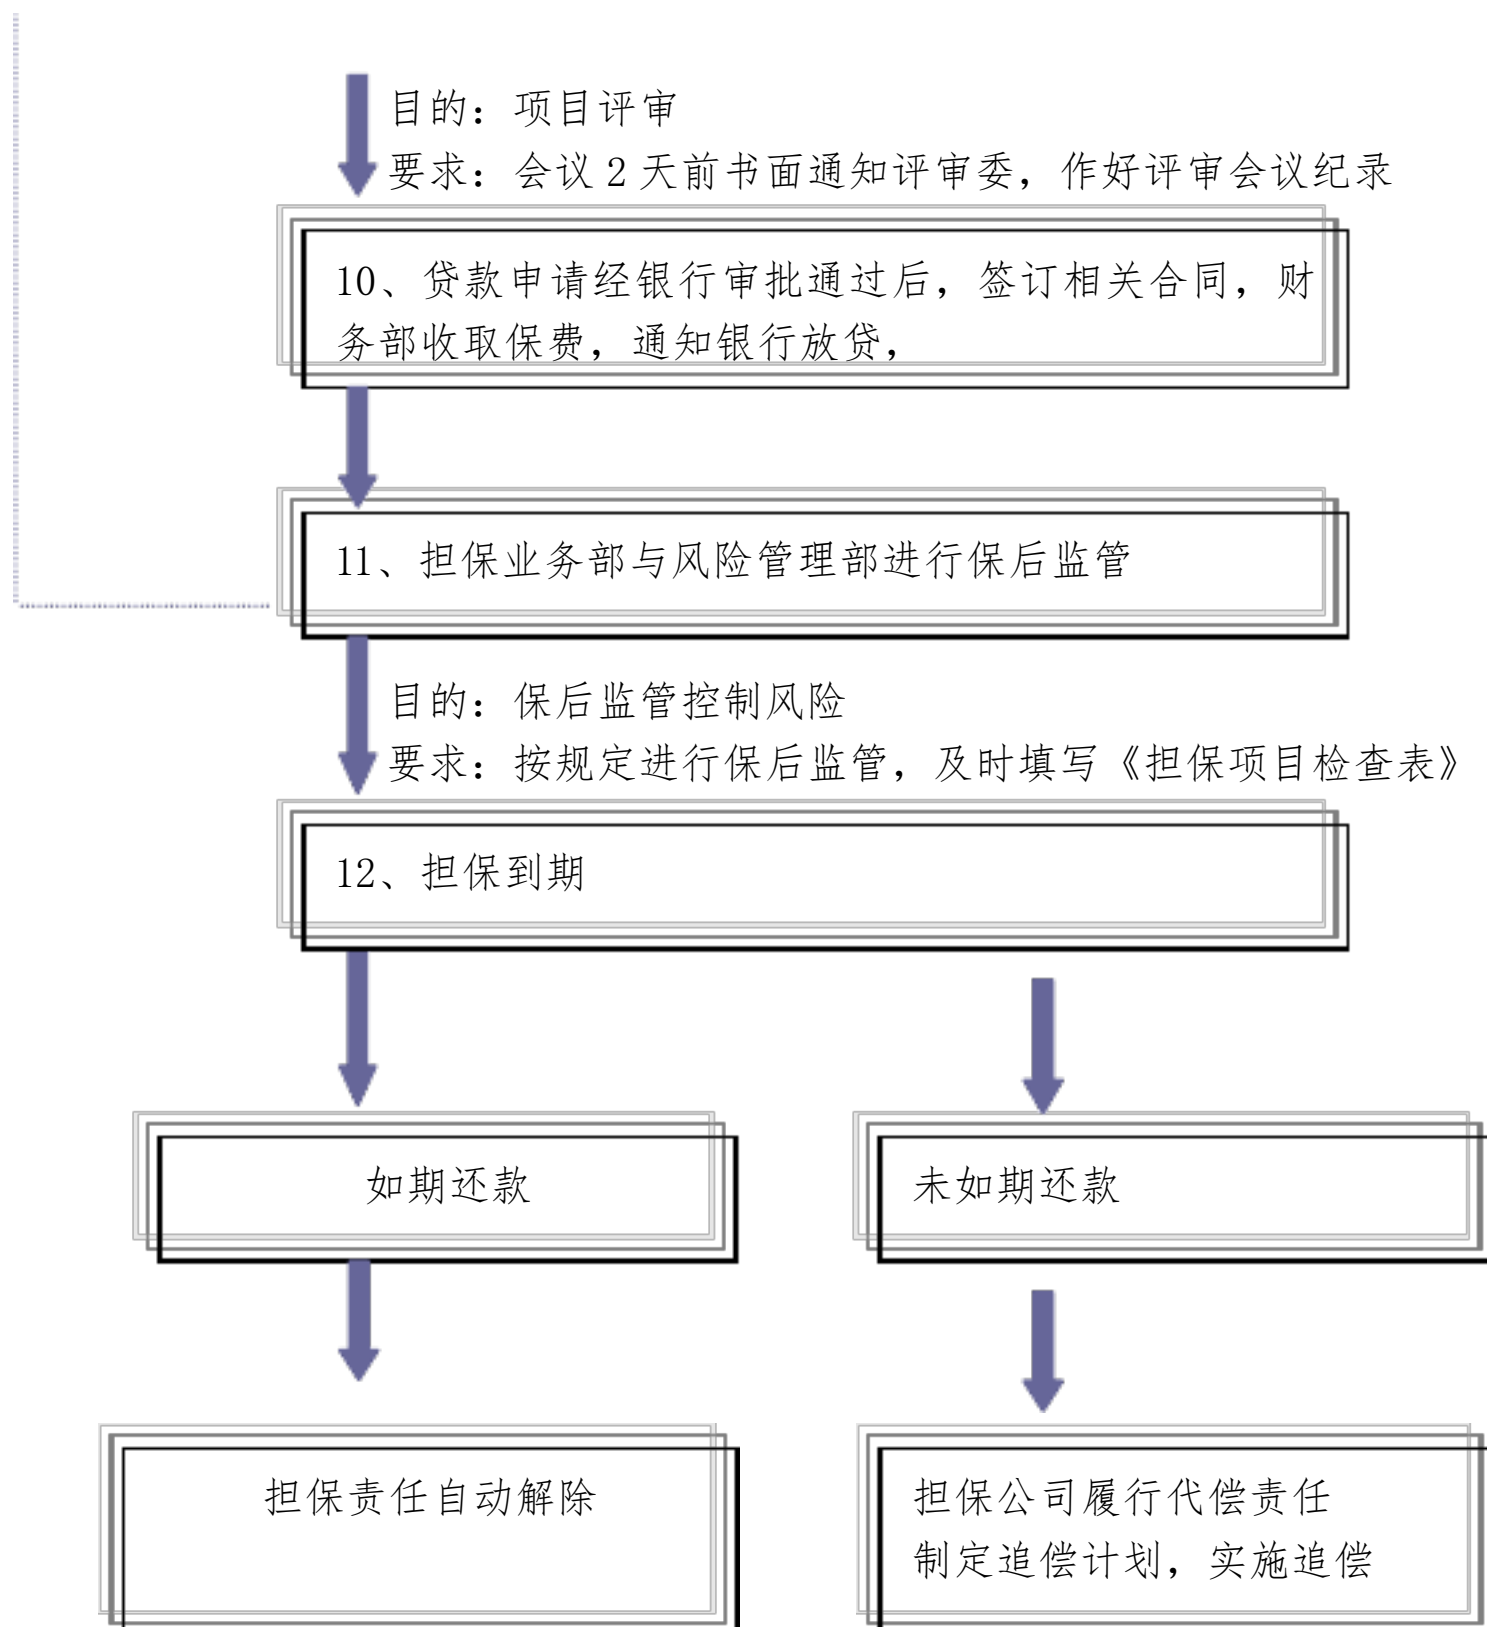 目的：项目评审
要求：会议2天前书面通知评审委，作好评审会议纪录
10、贷款申请经银行审批通过后，签订相关合同，财
务部收取保费，通知银行放贷，
11、担保业务部与风险管理部进行保后监管
目的：保后监管控制风险
要求：按规定进行保后监管，及时填写《担保项目检查表》
12、担保到期
如期还款
未如期还款
担保责任自动解除
担保公司履行代偿责任
制定追偿计划，实施追偿